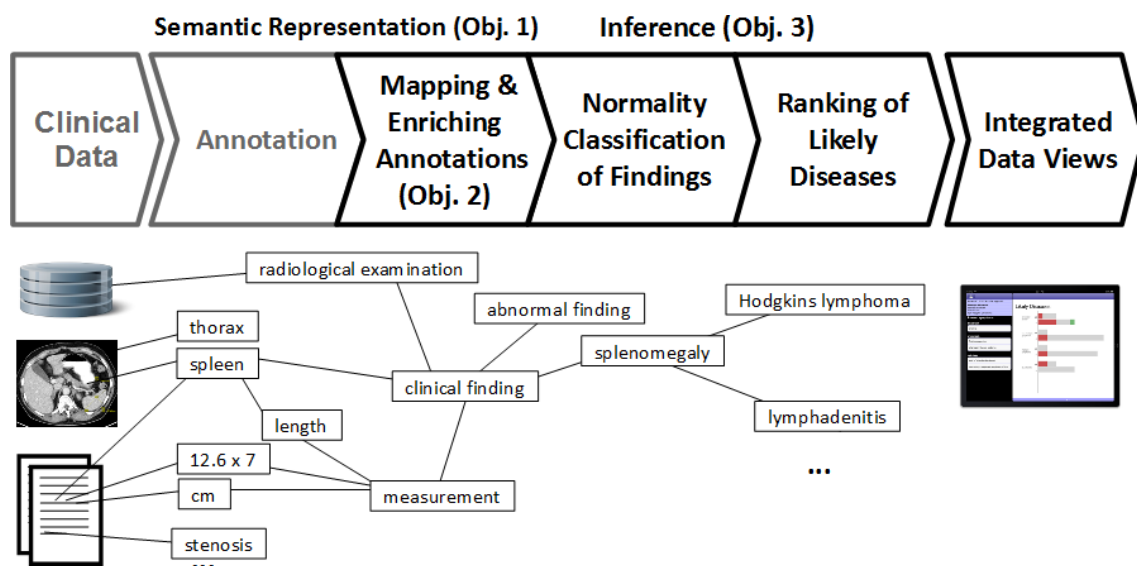 Semantic Representation (Obj. 1)
Inference (Obj. 3)
Clinical
Data
Annotation
Mapping &
Enriching
Annotations
(Obj. 2)
Normality
Classification
of Findings
Ranking of
Likely
Diseases
Integrated
Data Views
radiological examination
thorax
spleen
length
12.6 x 7
cm
stenosis
...
abnormal finding
clinical finding
measurement
splenomegaly
Hodgkins lymphoma
lymphadenitis
...
Likely Diseases